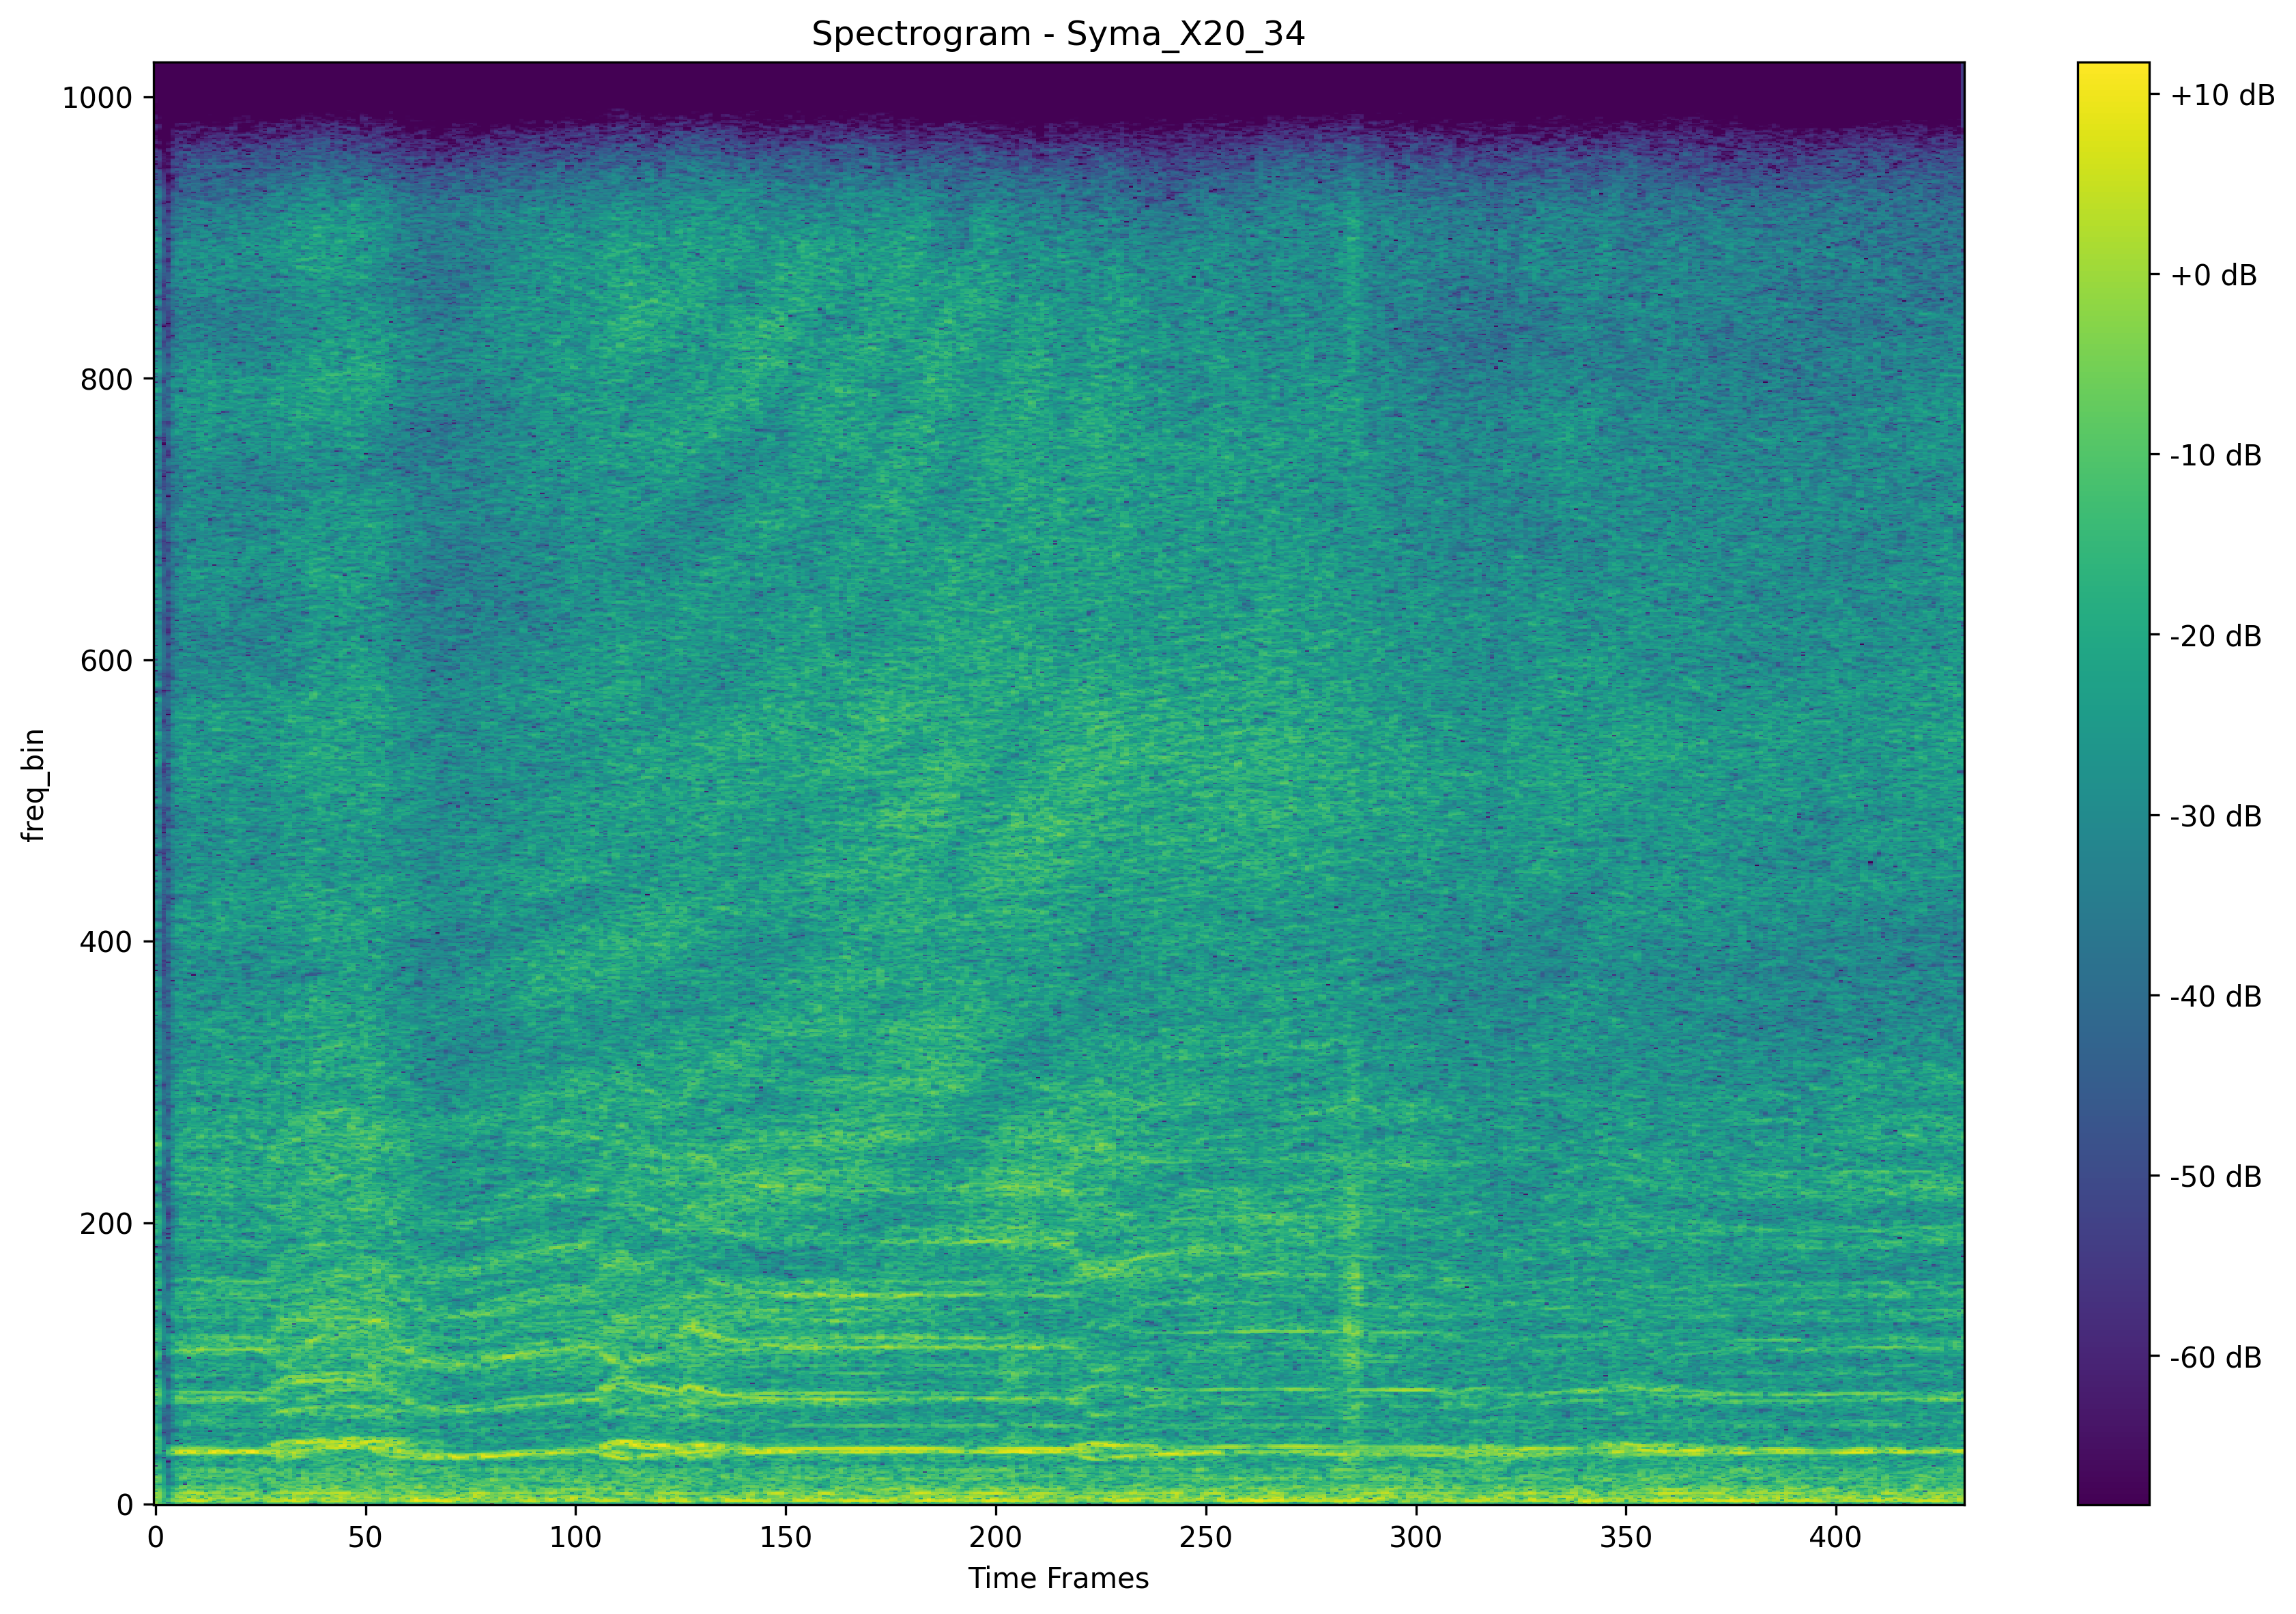 Spectrogram - Syma_X20_34
1000
800
600
400
200
0
freq_bin
0 50 100 150 200 250 300 350 400
Time Frames
+10 dB
+0 dB
-10 dB
-20 dB
-30 dB
-40 dB
-50 dB
-60 dB